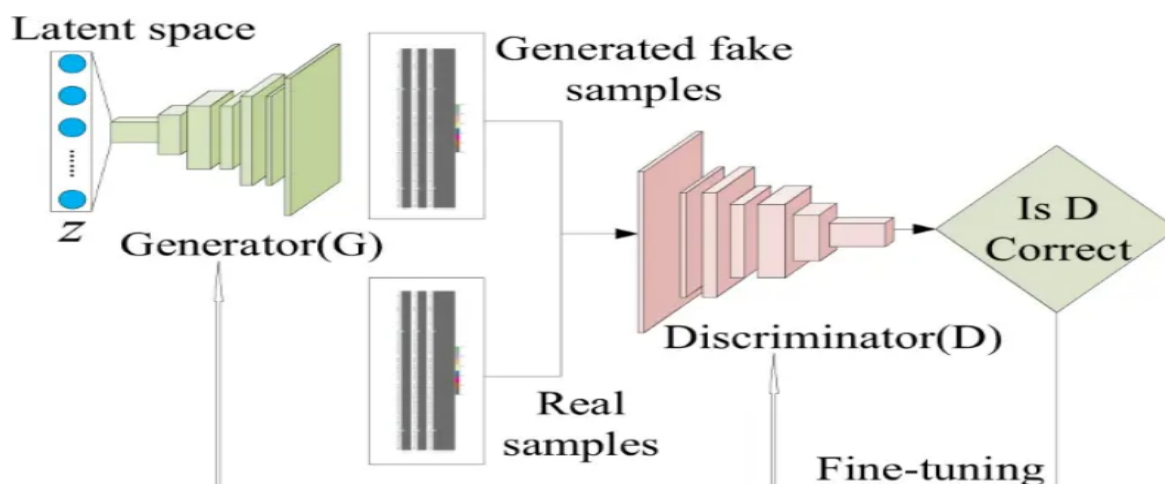 Latent space
Generated fake
samples
z
Generator(G)
Is D
Correct
Discriminator(D)
Real
samples
Fine-tuning